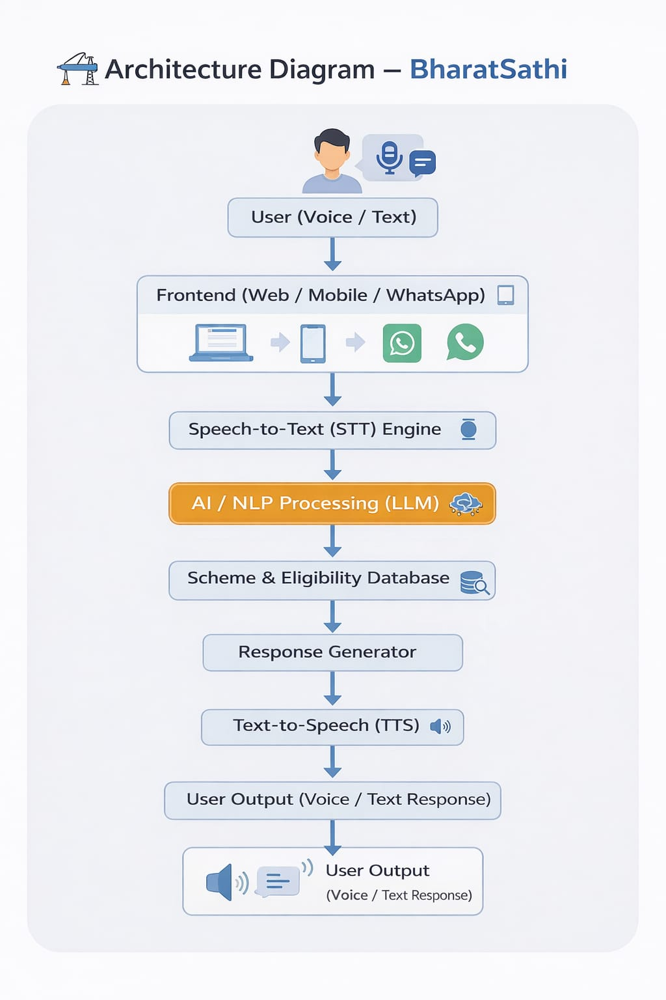 Architecture Diagram – BharatSathi
User (Voice / Text)
Frontend (Web / Mobile / WhatsApp)
Speech-to-Text (STT) Engine
AI / NLP Processing (LLM)
Scheme & Eligibility Database
Response Generator
Text-to-Speech (TTS)
User Output (Voice / Text Response)
User Output
(Voice / Text Response)